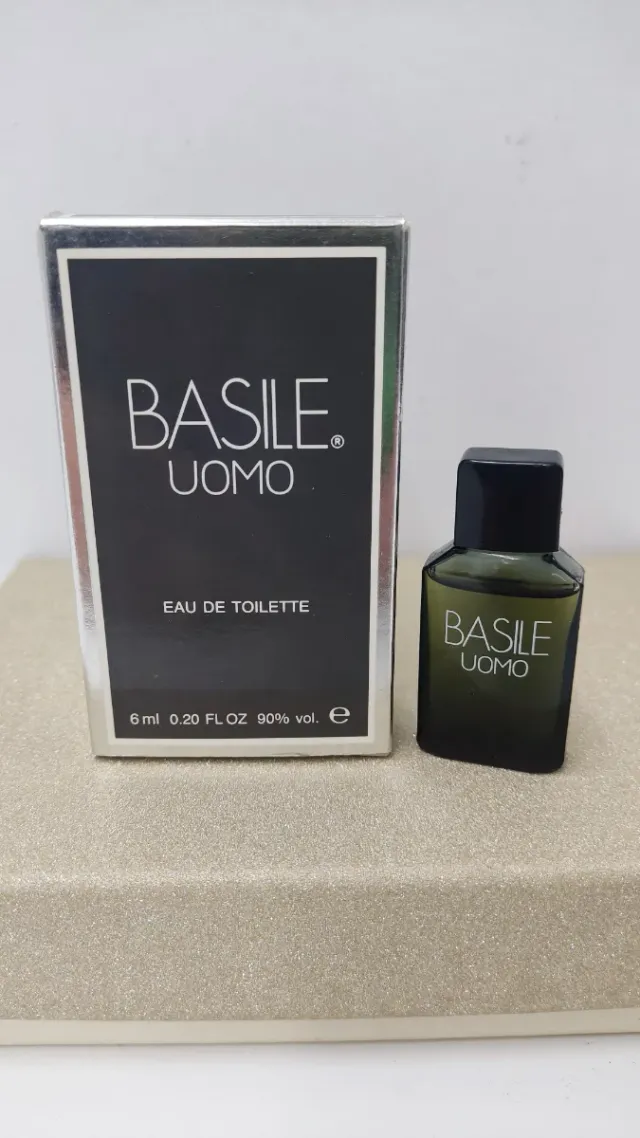 BASILE®
UOMO
EAU DE TOILETTE
6 ml 0.20 FL OZ 90% vol. ℮
BASILE
UOMO